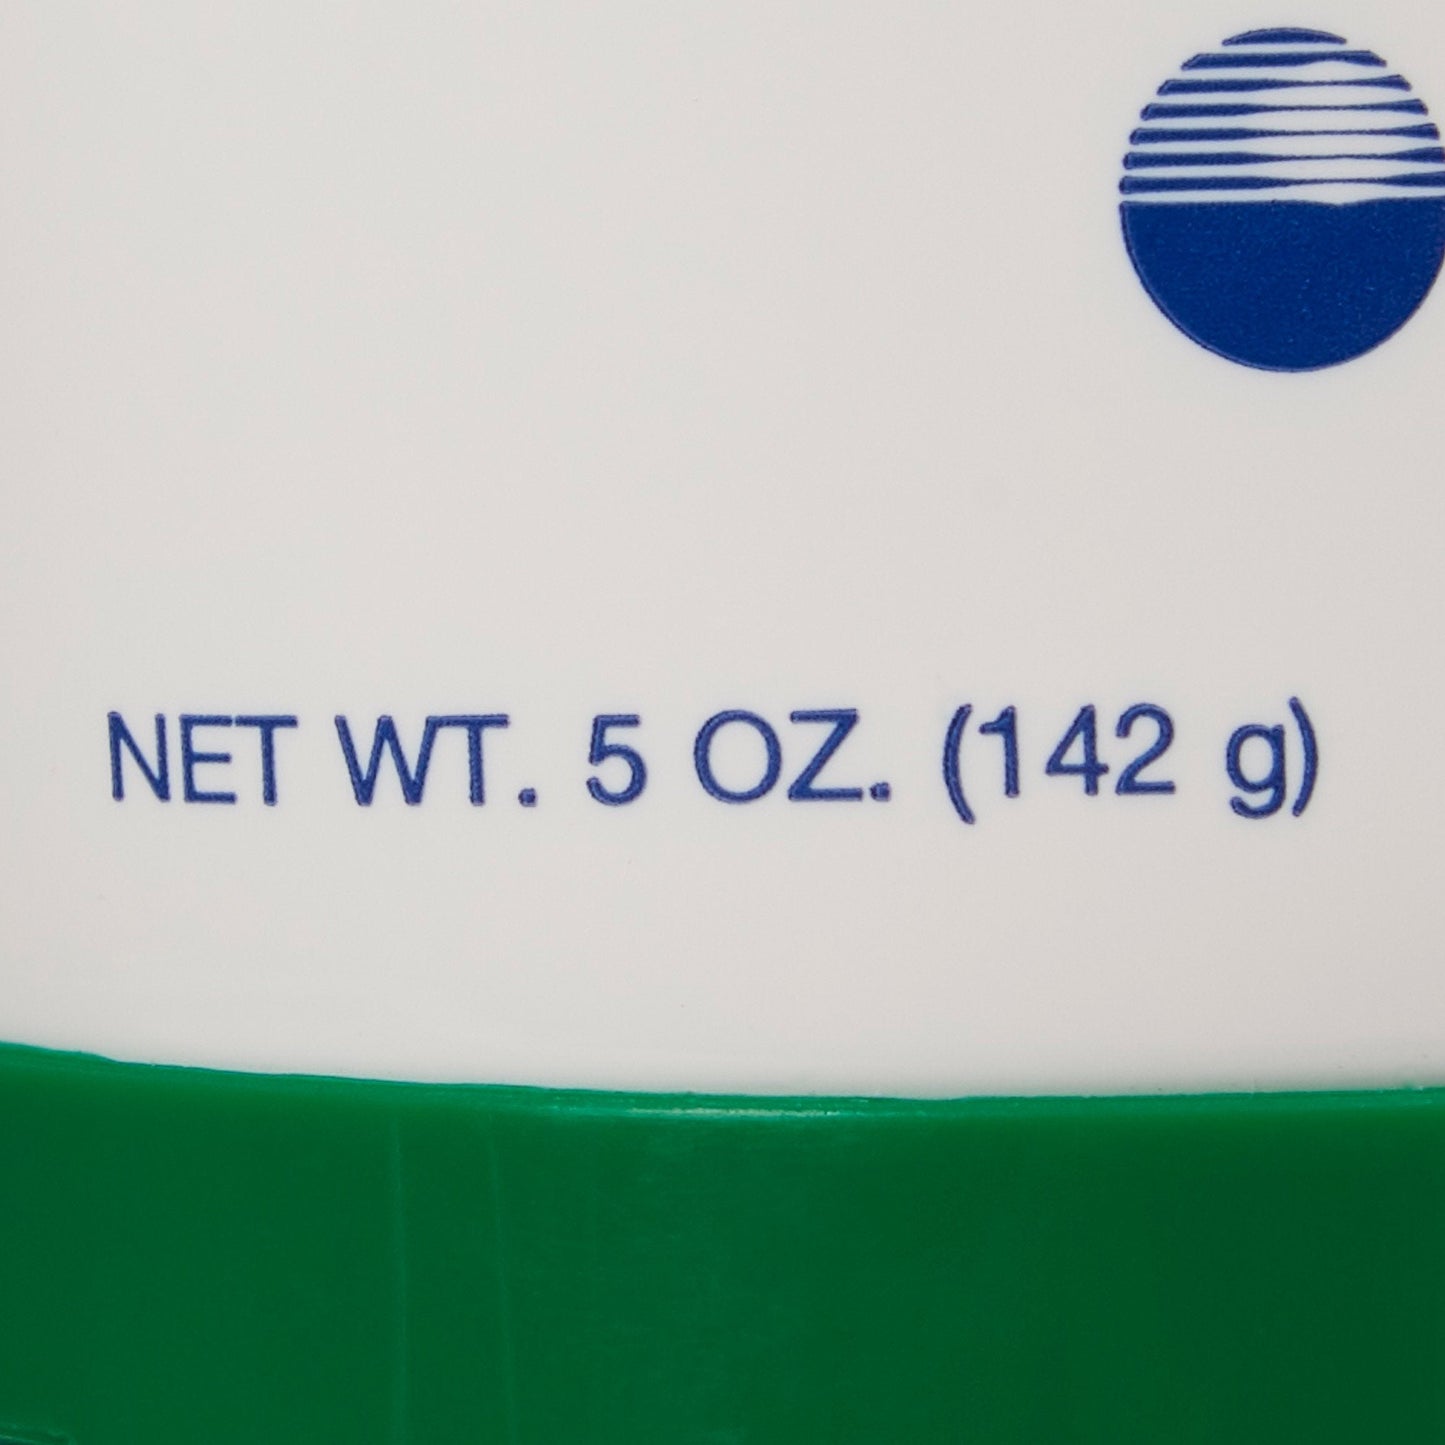 NET WT. 5 OZ. (142 g)